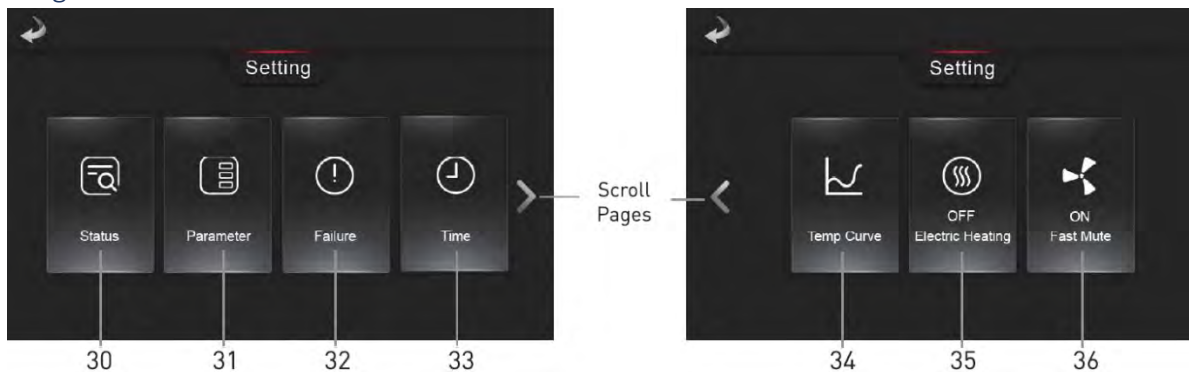 Setting
Status
Parameter
Failure
Time
30
31
32
33
Scroll
Pages
Setting
Temp Curve
OFF
Electric Heating
ON
Fast Mute
34
35
36